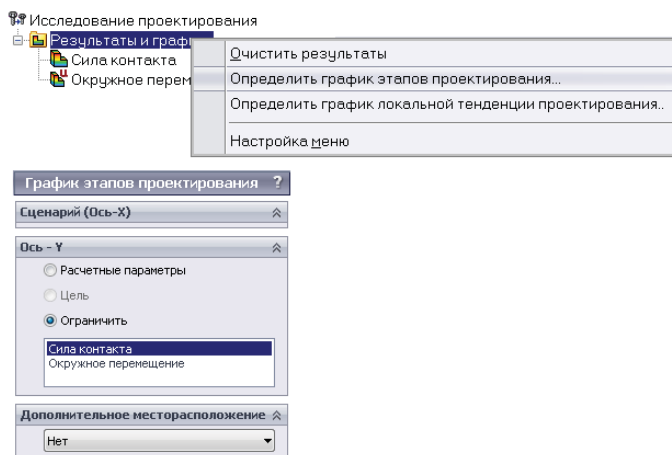 Исследование проектирования
Результаты и граф
Сила контакта
Окружное перем
Очистить результаты
Определить график этапов проектирования...
Определить график локальной тенденции проектирования..
Настройка меню
График этапов проектирования ?
Сценарий (Ось-X)
Ось - Y
Расчетные параметры
Цель
Ограничить
Сила контакта
Окружное перемещение
Дополнительное месторасположение
Нет